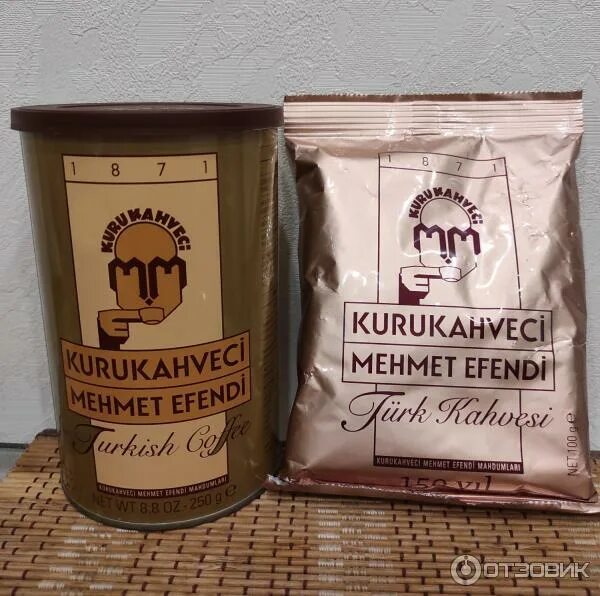 1 8 7 1
KURUKAHVECİ
MM
KURUKAHVECİ
MEHMET EFENDİ
Turkish Coffee
KURUKAHVECİ MEHMET EFENDİ MAHDUMLARI
NET WT 8.8 OZ - 250 g ℮
1 8 7 1
KURUKAHVECİ
MM
KURUKAHVECİ
MEHMET EFENDİ
Türk Kahvesi
NET 100 g ℮
KURUKAHVECİ MEHMET EFENDİ MAHDUMLARI
150 yıl
ОТЗОВИК